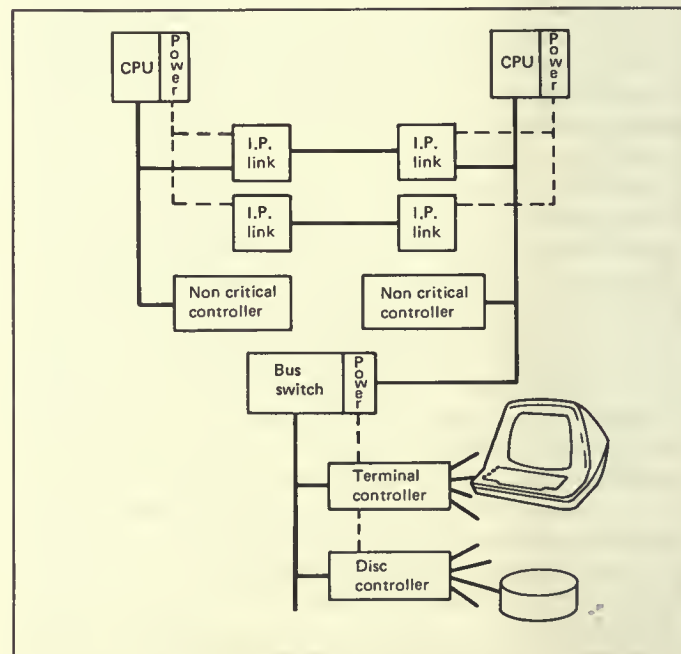 CPU
Power
CPU
Power
I.P.
link
I.P.
link
I.P.
link
I.P.
link
Non critical
controller
Non critical
controller
Bus
switch
Power
Terminal
controller
Disc
controller